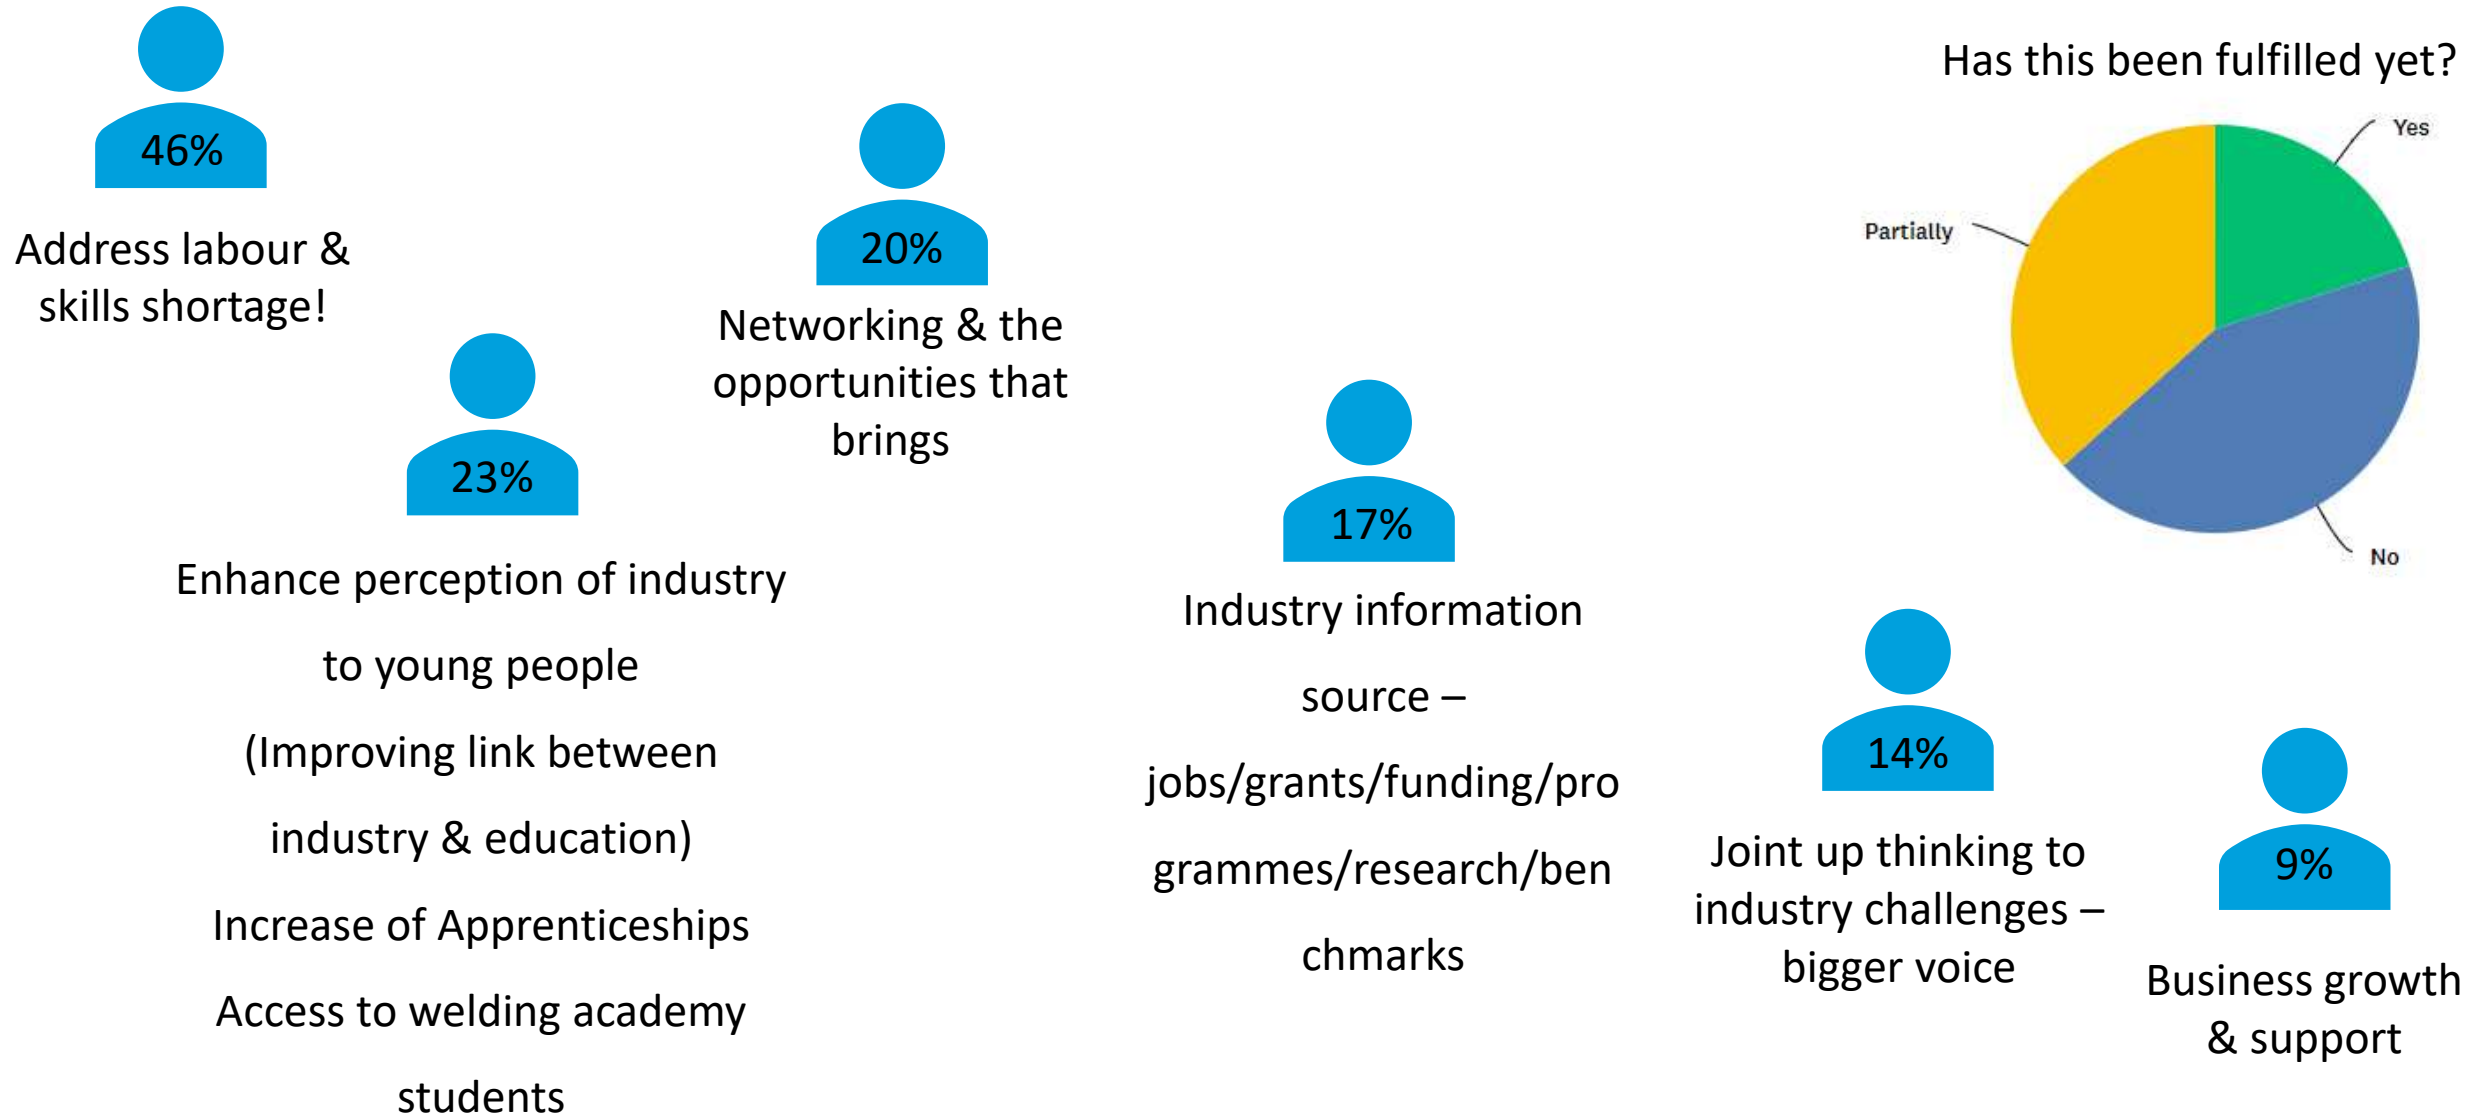 46%
Address labour &
skills shortage!
23%
Enhance perception of industry
to young people
(Improving link between
industry & education)
Increase of Apprenticeships
Access to welding academy
students
20%
Networking & the
opportunities that
brings
17%
Industry information
source –
jobs/grants/funding/pro
grammes/research/ben
chmarks
14%
Joint up thinking to
industry challenges –
bigger voice
9%
Business growth
& support
Has this been fulfilled yet?
Yes
Partially
No